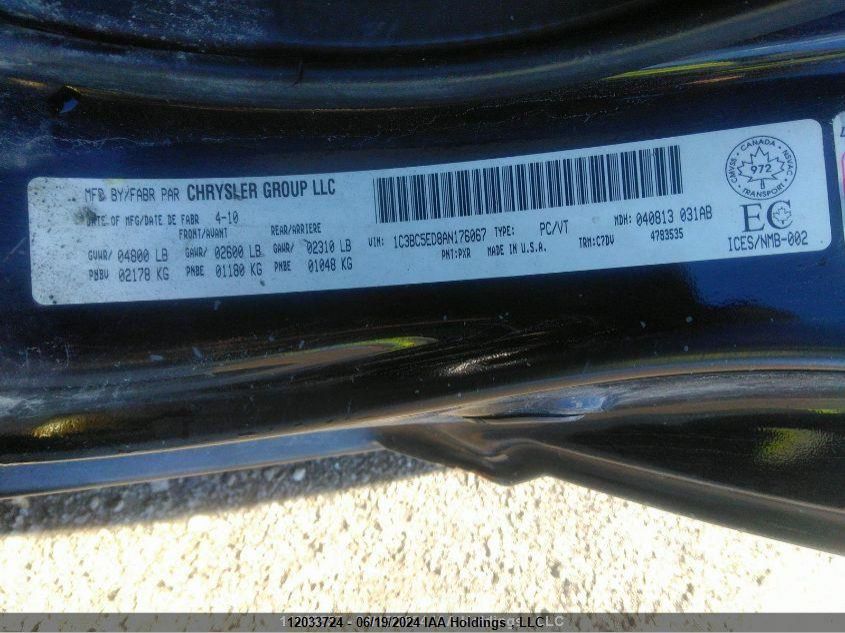 MFD BY/FABR PAR CHRYSLER GROUP LLC
DATE OF MFG/DATE DE FABR 4-10
FRONT/AVANT REAR/ARRIERE
GVWR/ 04800 LB GAWR/ 02600 LB GAWR/ 02310 LB
PNBV 02178 KG PNBE 01180 KG PNBE 01048 KG
VIN: 1C3BC5ED8AN176067 TYPE: PC/VT MDH: 040813 031AB
PNT:PXR MADE IN U.S.A. TRM:C7DV 4783535
CMVSS CANADA NSVAC
972
TRANSPORT
EC
ICES/NMB-002
12033724 - 06/19/2024 IAA Holdings , LLC